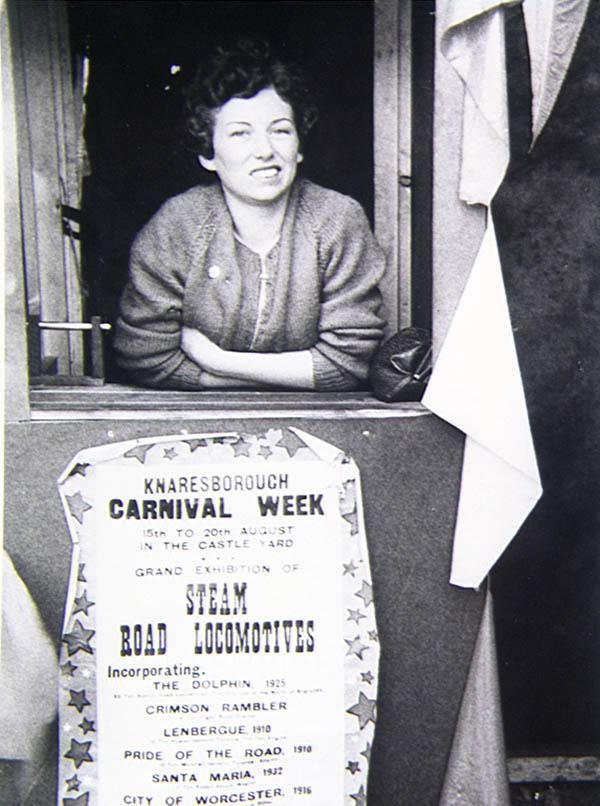 KNARESBOROUGH
CARNIVAL WEEK
15th TO 20th AUGUST
IN THE CASTLE YARD
GRAND EXHIBITION OF
STEAM
ROAD LOCOMOTIVES
Incorporating.
THE DOLPHIN, 1925
CRIMSON RAMBLER
LENBERGUE, 1910
PRIDE OF THE ROAD, 1910
SANTA MARIA, 1932
CITY OF WORCESTER, 1916